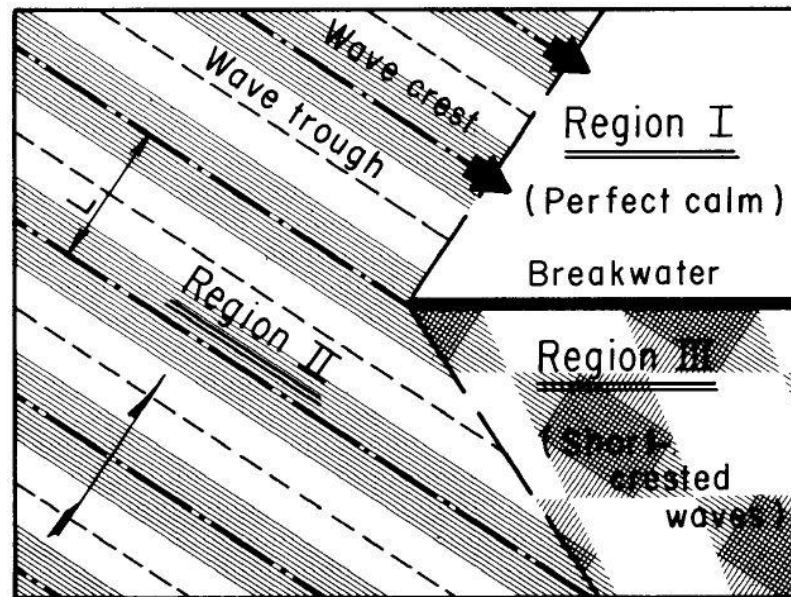 Wave crest
Wave trough
Region I
(Perfect calm)
Breakwater
L
Region II
Region III
(Short-
crested
waves)